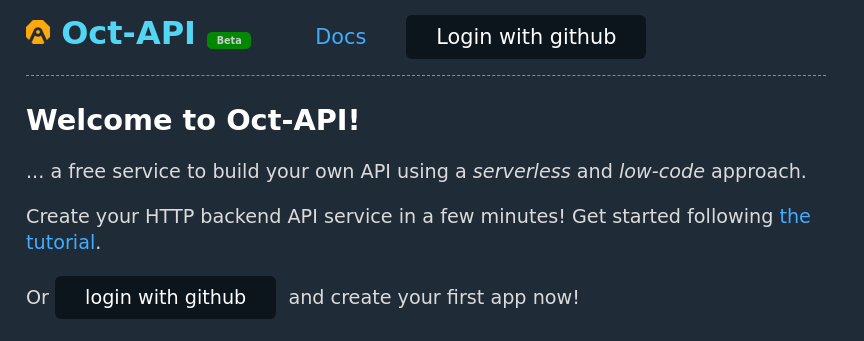 Oct-API Beta Docs Login with github
Welcome to Oct-API!
... a free service to build your own API using a serverless and low-code approach.
Create your HTTP backend API service in a few minutes! Get started following the
tutorial.
Or login with github and create your first app now!